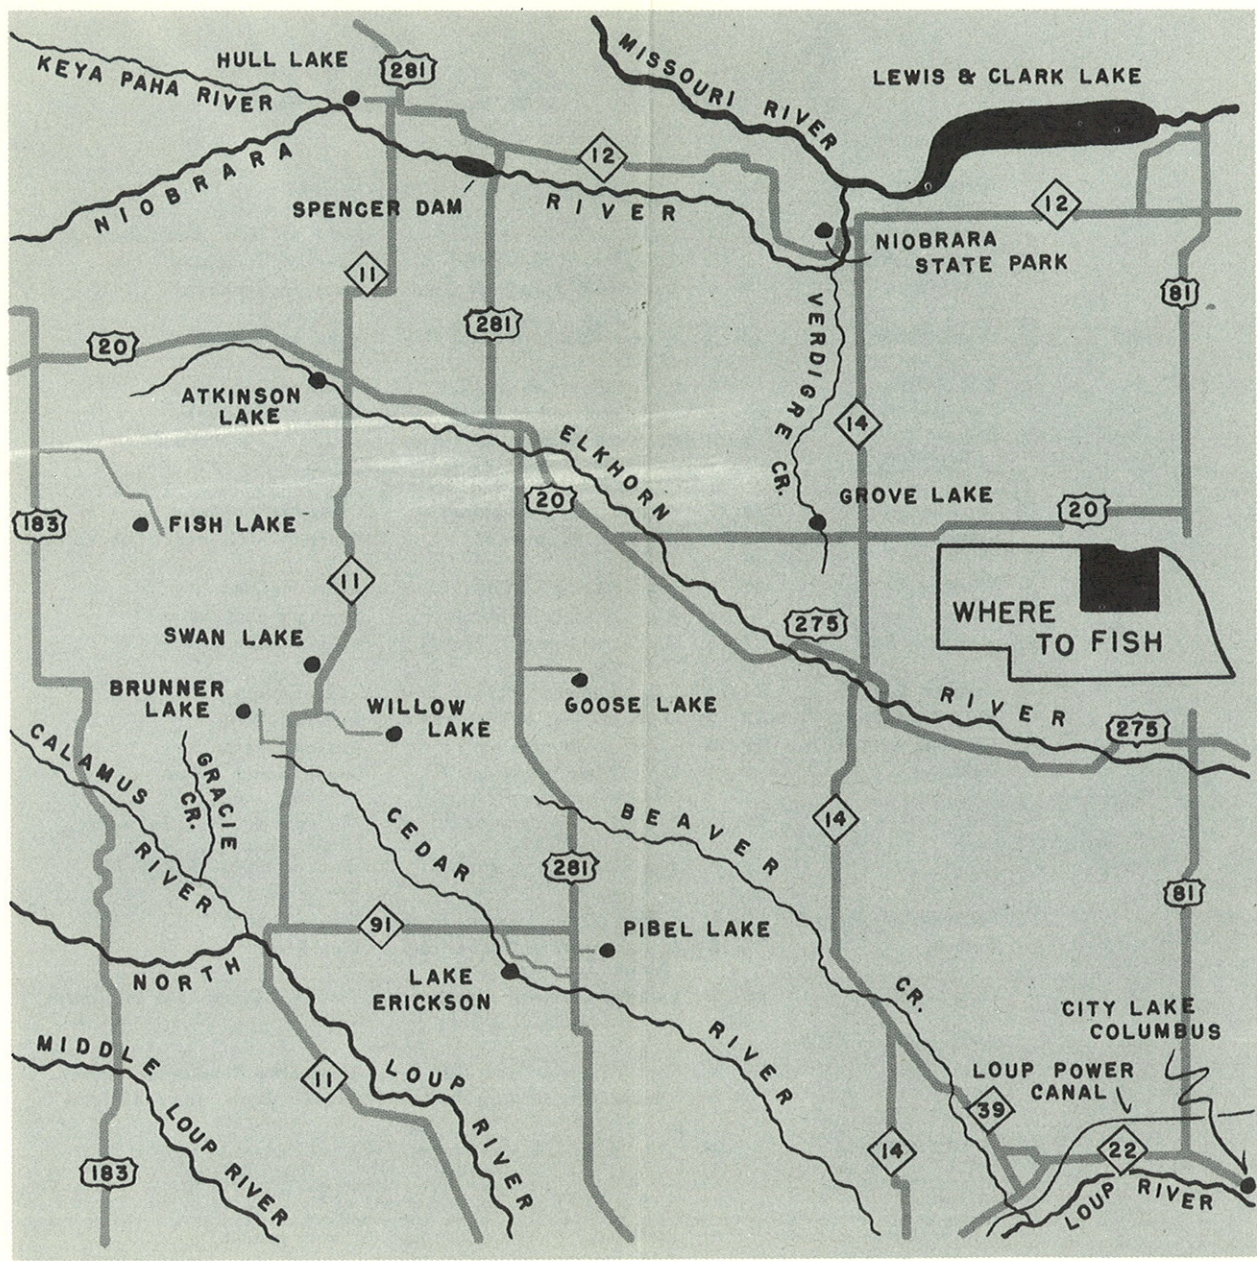 HULL LAKE
281
MISSOURI RIVER
LEWIS & CLARK LAKE
KEYA PAHA RIVER
12
NIOBRARA
SPENCER DAM
RIVER
12
NIOBRARA
STATE PARK
11
81
281
VERDIGRE CR.
20
ATKINSON
LAKE
14
ELKHORN
20
GROVE LAKE
20
183
FISH LAKE
11
WHERE
TO FISH
275
SWAN LAKE
BRUNNER
LAKE
WILLOW
LAKE
GOOSE LAKE
RIVER
275
CALAMUS
GRACIE
CR.
CEDAR
BEAVER
14
RIVER
281
81
91
PIBEL LAKE
NORTH
LAKE
ERICKSON
CR.
CITY LAKE
COLUMBUS
MIDDLE
RIVER
LOUP POWER
CANAL
11
LOUP
39
LOUP RIVER
RIVER
14
22
183
LOUP RIVER